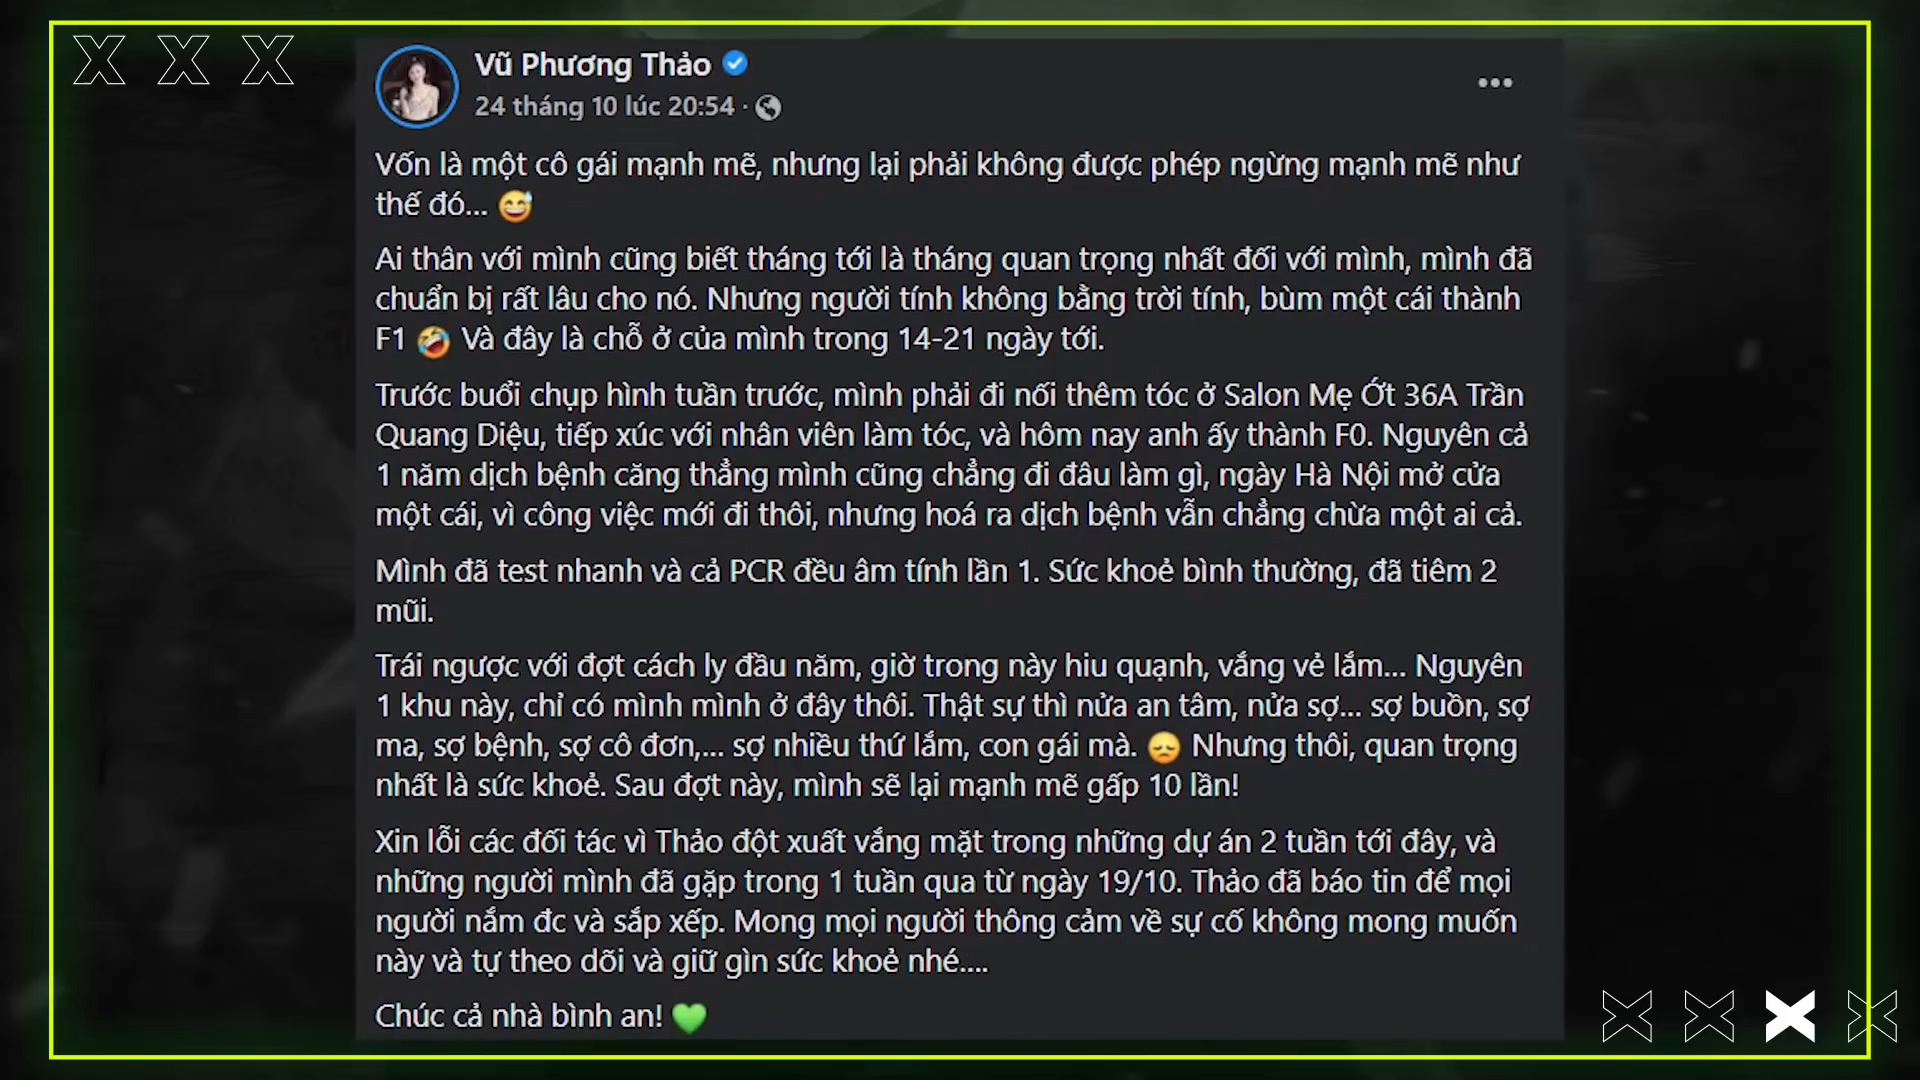 X X X
Vũ Phương Thảo
24 tháng 10 lúc 20:54 ·
Vốn là một cô gái mạnh mẽ, nhưng lại phải không được phép ngừng mạnh mẽ như
thế đó... 😅
Ai thân với mình cũng biết tháng tới là tháng quan trọng nhất đối với mình, mình đã
chuẩn bị rất lâu cho nó. Nhưng người tính không bằng trời tính, bùm một cái thành
F1 🤣 Và đây là chỗ ở của mình trong 14-21 ngày tới.
Trước buổi chụp hình tuần trước, mình phải đi nối thêm tóc ở Salon Mẹ Ớt 36A Trần
Quang Diệu, tiếp xúc với nhân viên làm tóc, và hôm nay anh ấy thành F0. Nguyên cả
1 năm dịch bệnh căng thẳng mình cũng chẳng đi đâu làm gì, ngày Hà Nội mở cửa
một cái, vì công việc mới đi thôi, nhưng hoá ra dịch bệnh vẫn chẳng chừa một ai cả.
Mình đã test nhanh và cả PCR đều âm tính lần 1. Sức khoẻ bình thường, đã tiêm 2
mũi.
Trái ngược với đợt cách ly đầu năm, giờ trong này hiu quạnh, vắng vẻ lắm... Nguyên
1 khu này, chỉ có mình mình ở đây thôi. Thật sự thì nửa an tâm, nửa sợ... sợ buồn, sợ
ma, sợ bệnh, sợ cô đơn,... sợ nhiều thứ lắm, con gái mà. 😞 Nhưng thôi, quan trọng
nhất là sức khoẻ. Sau đợt này, mình sẽ lại mạnh mẽ gấp 10 lần!
Xin lỗi các đối tác vì Thảo đột xuất vắng mặt trong những dự án 2 tuần tới đây, và
những người mình đã gặp trong 1 tuần qua từ ngày 19/10. Thảo đã báo tin để mọi
người nắm đc và sắp xếp. Mong mọi người thông cảm về sự cố không mong muốn
này và tự theo dõi và giữ gìn sức khoẻ nhé....
Chúc cả nhà bình an! 💚